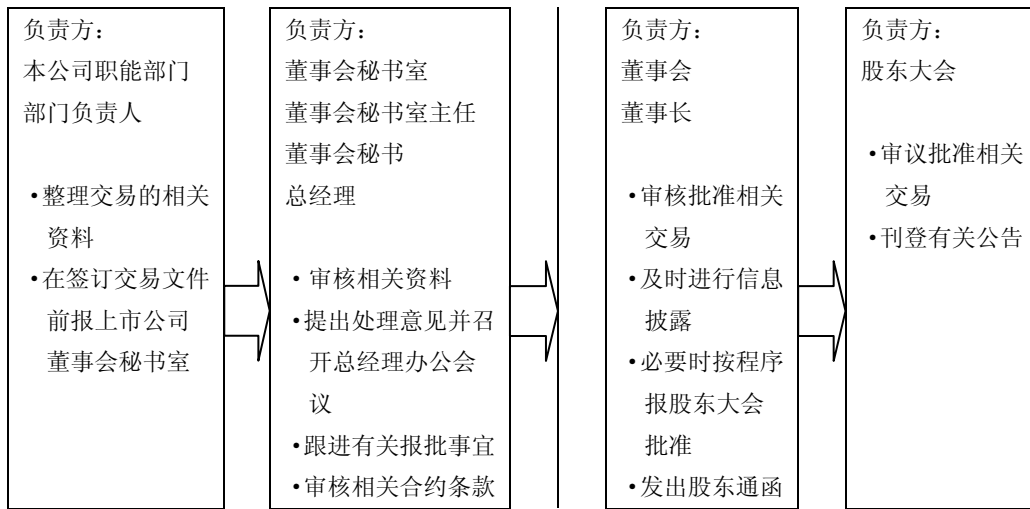 负责方：
本公司职能部门
部门负责人
·整理交易的相关
资料
·在签订交易文件
前报上市公司
董事会秘书室
负责方：
董事会秘书室
董事会秘书室主任
董事会秘书
总经理
·审核相关资料
·提出处理意见并召
开总经理办公会
议
·跟进有关报批事宜
·审核相关合约条款
负责方：
董事会
董事长
·审核批准相关
交易
·及时进行信息
披露
·必要时按程序
报股东大会
批准
·发出股东通函
负责方：
股东大会
·审议批准相关
交易
·刊登有关公告